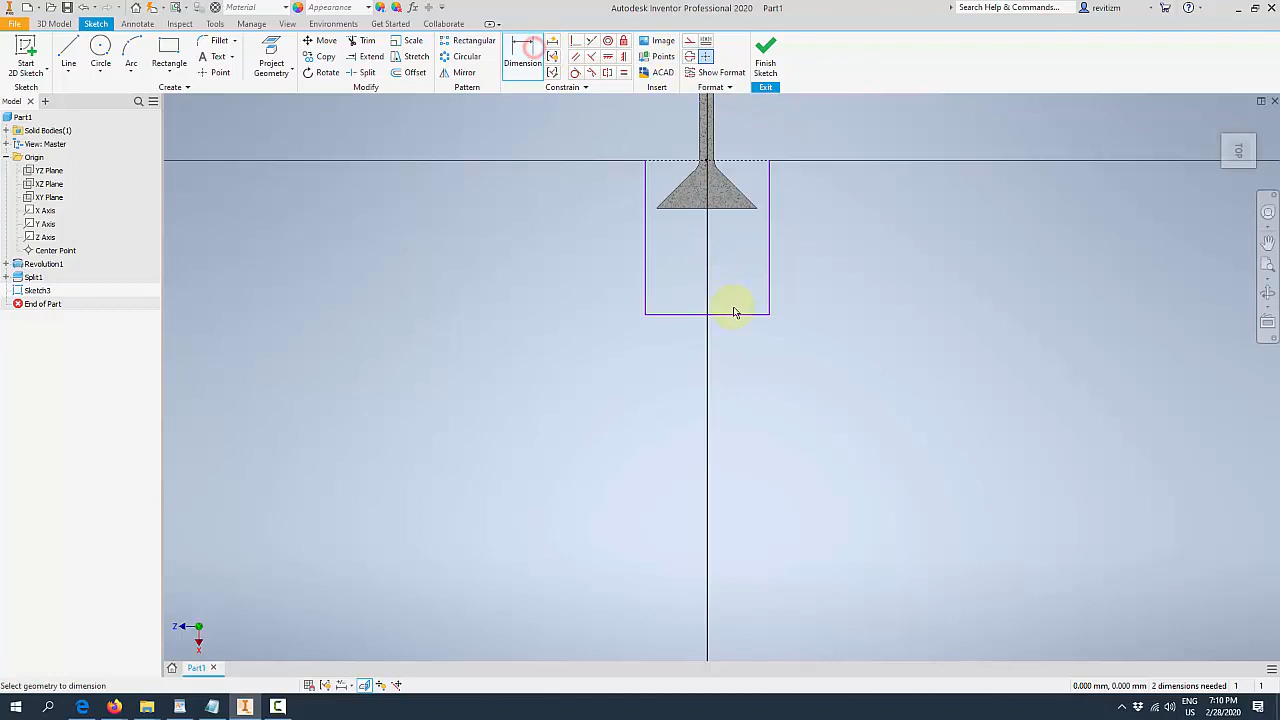 Material
Appearance
Autodesk Inventor Professional 2020 Part1
Search Help & Commands...
revitizm
File
3D Model
Sketch
Annotate
Inspect
Tools
Manage
View
Environments
Get Started
Collaborate
Start
2D Sketch
Line
Circle
Arc
Rectangle
Fillet
Text
Point
Project
Geometry
Move
Copy
Rotate
Trim
Extend
Split
Scale
Stretch
Offset
Rectangular
Circular
Mirror
Dimension
Image
Points
ACAD
Show Format
Finish
Sketch
Sketch
Create
Modify
Pattern
Constrain
Insert
Format
Exit
Model
Part1
Solid Bodies(1)
View: Master
Origin
YZ Plane
XZ Plane
XY Plane
X Axis
Y Axis
Z Axis
Center Point
Revolution1
Split1
Sketch3
End of Part
TOP
Z
X
Part1
Select geometry to dimension
0.000 mm, 0.000 mm
2 dimensions needed
1
1
ENG
US
7:10 PM
2/28/2020